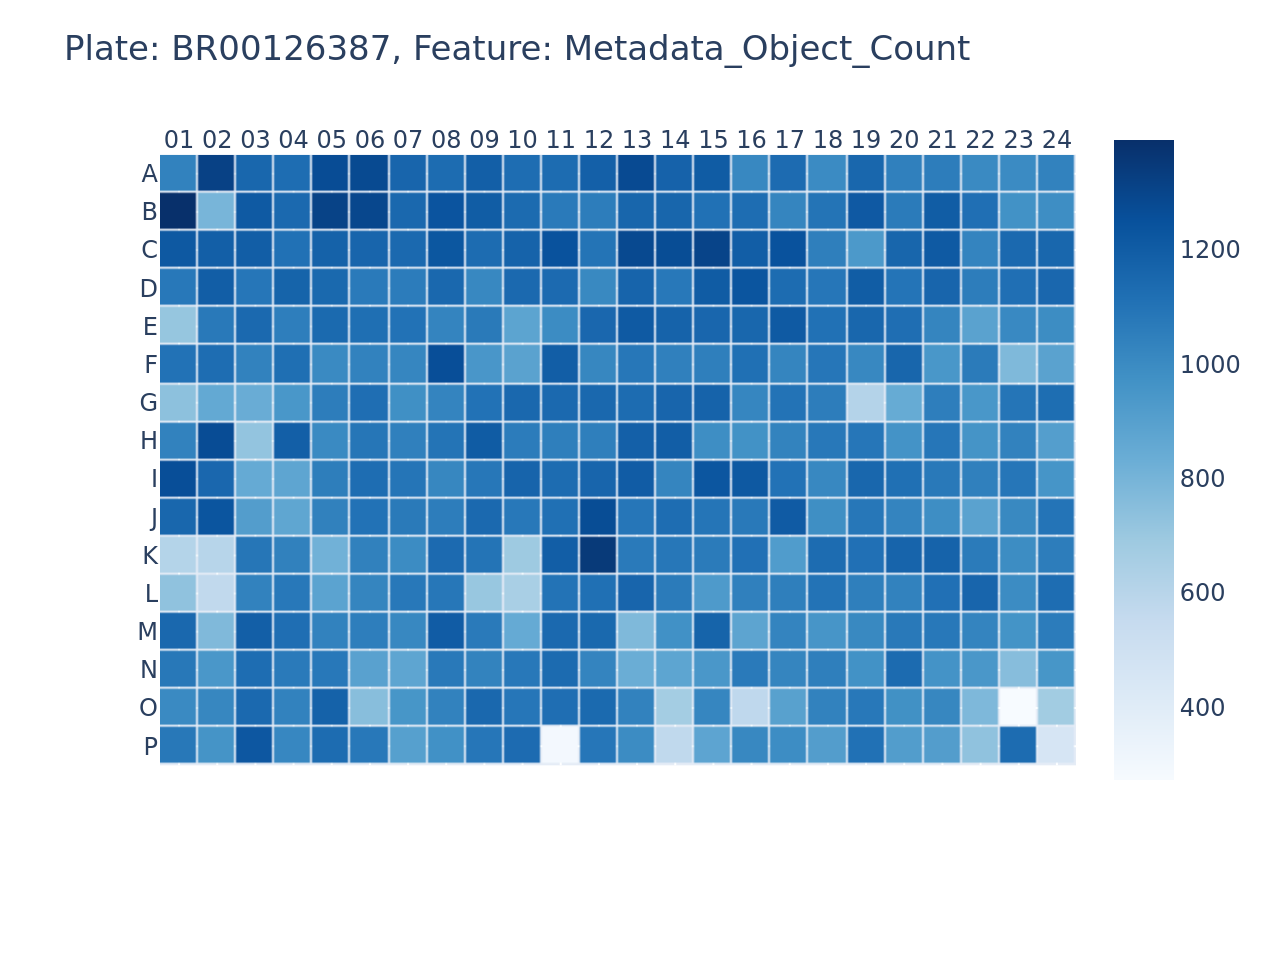 Plate: BR00126387, Feature: Metadata_Object_Count
01 02 03 04 05 06 07 08 09 10 11 12 13 14 15 16 17 18 19 20 21 22 23 24
A
B
C
D
E
F
G
H
I
J
K
L
M
N
O
P
1200
1000
800
600
400